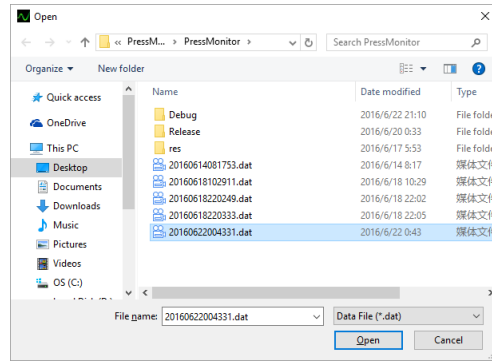 Open
« PressM... > PressMonitor >
Search PressMonitor
Organize
New folder
Name
Date modified
Type
Quick access
OneDrive
This PC
Desktop
Documents
Downloads
Music
Pictures
Videos
OS (C:)
Debug 2016/6/22 21:10 File folde
Release 2016/6/20 0:33 File folde
res 2016/6/17 5:53 File folde
20160614081753.dat 2016/6/14 8:17 媒体文件
20160618102911.dat 2016/6/18 10:29 媒体文件
20160618220249.dat 2016/6/18 22:02 媒体文件
20160618220333.dat 2016/6/18 22:05 媒体文件
20160622004331.dat 2016/6/22 0:43 媒体文件
File name: 20160622004331.dat
Data File (*.dat)
Open
Cancel